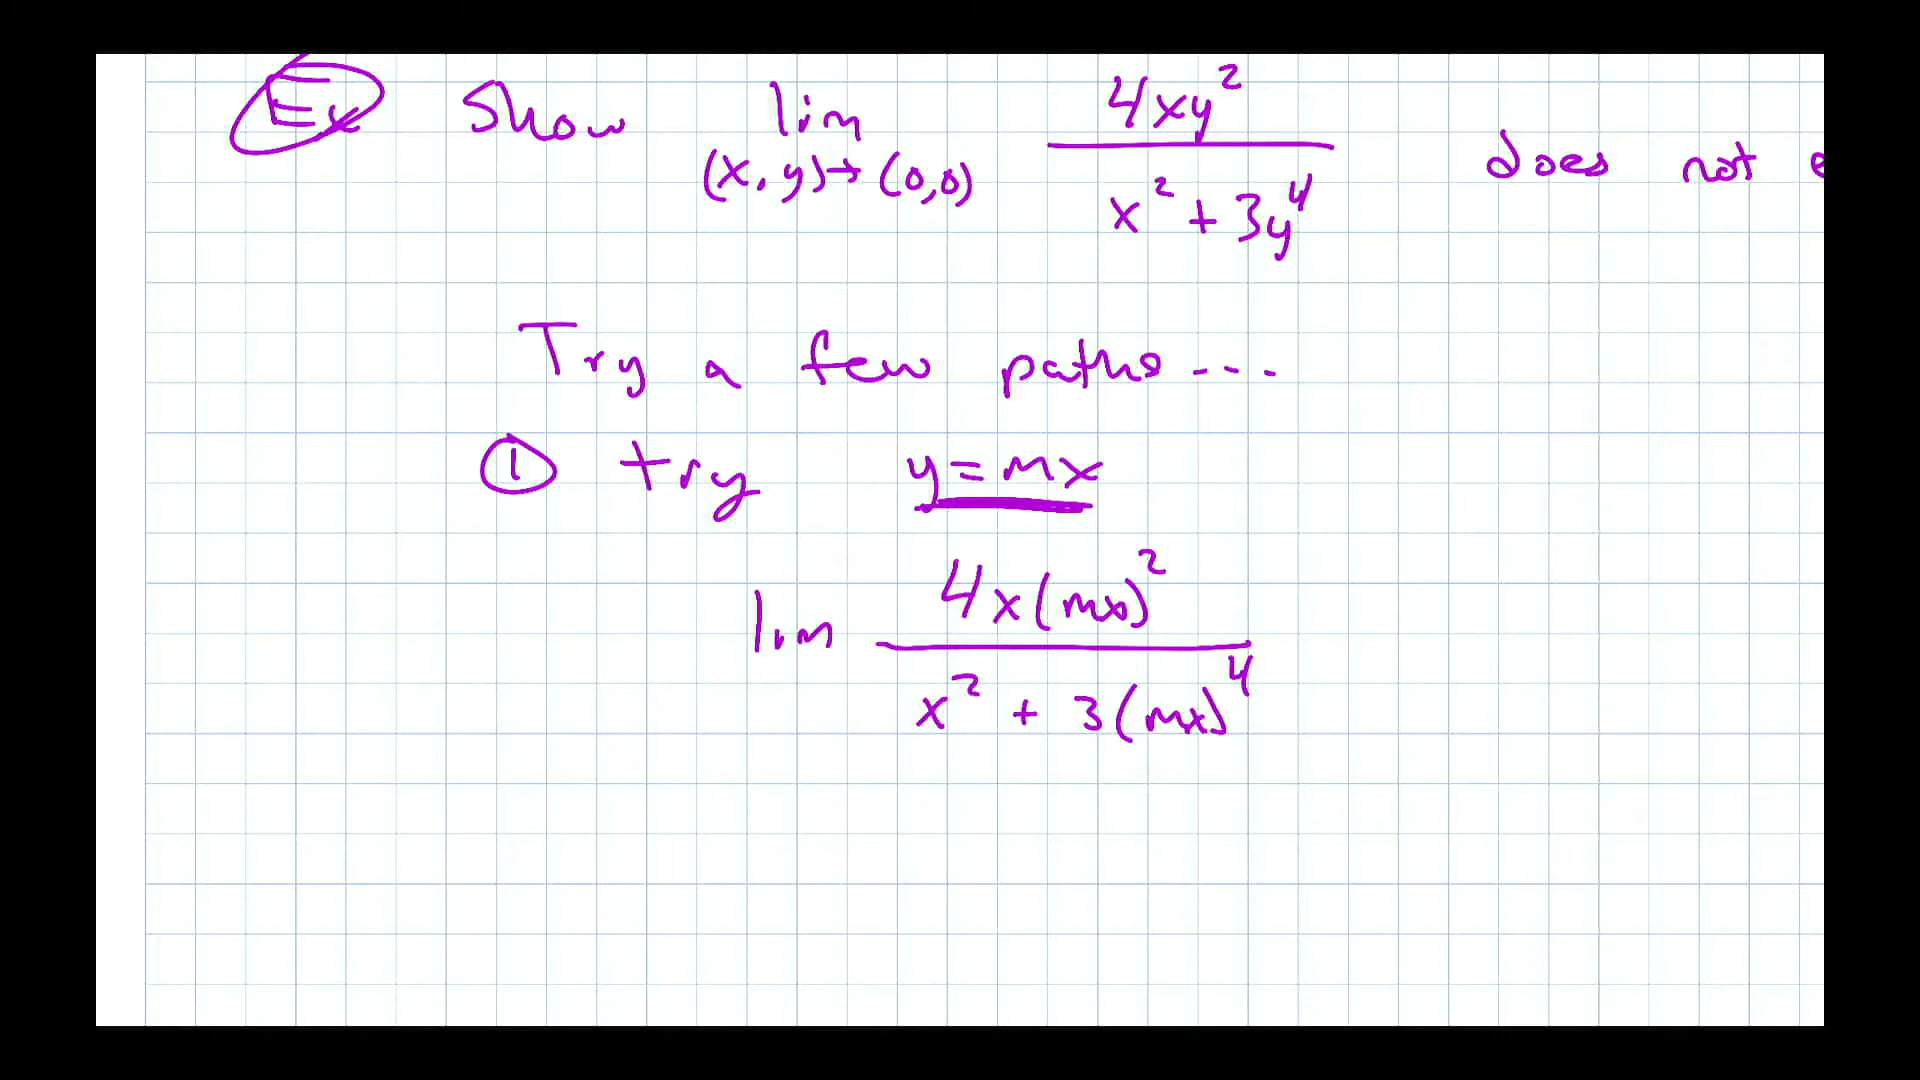 Ex Show lim (x,y)→(0,0) 4xy² / x² + 3y⁴ does not
Try a few paths...
① try y=mx
lim 4x(mx)² / x² + 3(mx)⁴